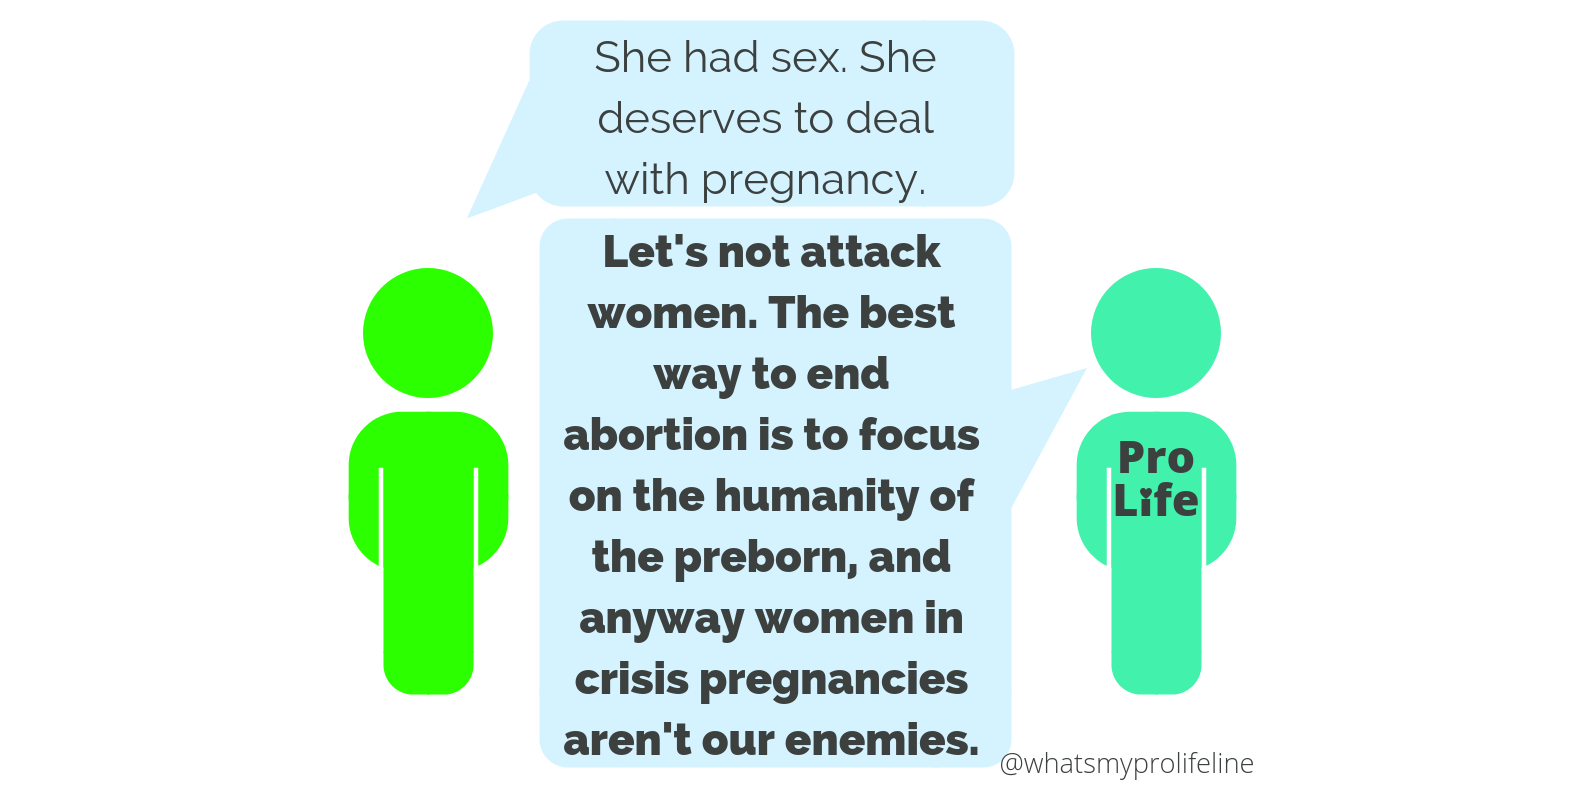 She had sex. She
deserves to deal
with pregnancy.
Let's not attack
women. The best
way to end
abortion is to focus
on the humanity of
the preborn, and
anyway women in
crisis pregnancies
aren't our enemies.
Pro
Life
@whatsmyprolifeline